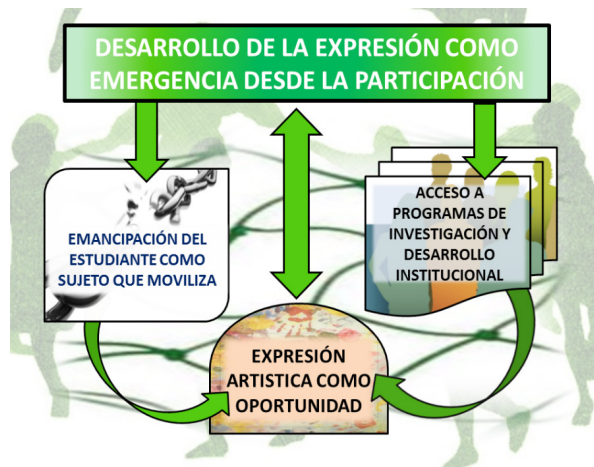 DESARROLLO DE LA EXPRESIÓN COMO
EMERGENCIA DESDE LA PARTICIPACIÓN
EMANCIPACIÓN DEL
ESTUDIANTE COMO
SUJETO QUE MOVILIZA
ACCESO A
PROGRAMAS DE
INVESTIGACIÓN Y
DESARROLLO
INSTITUCIONAL
EXPRESIÓN
ARTISTICA COMO
OPORTUNIDAD